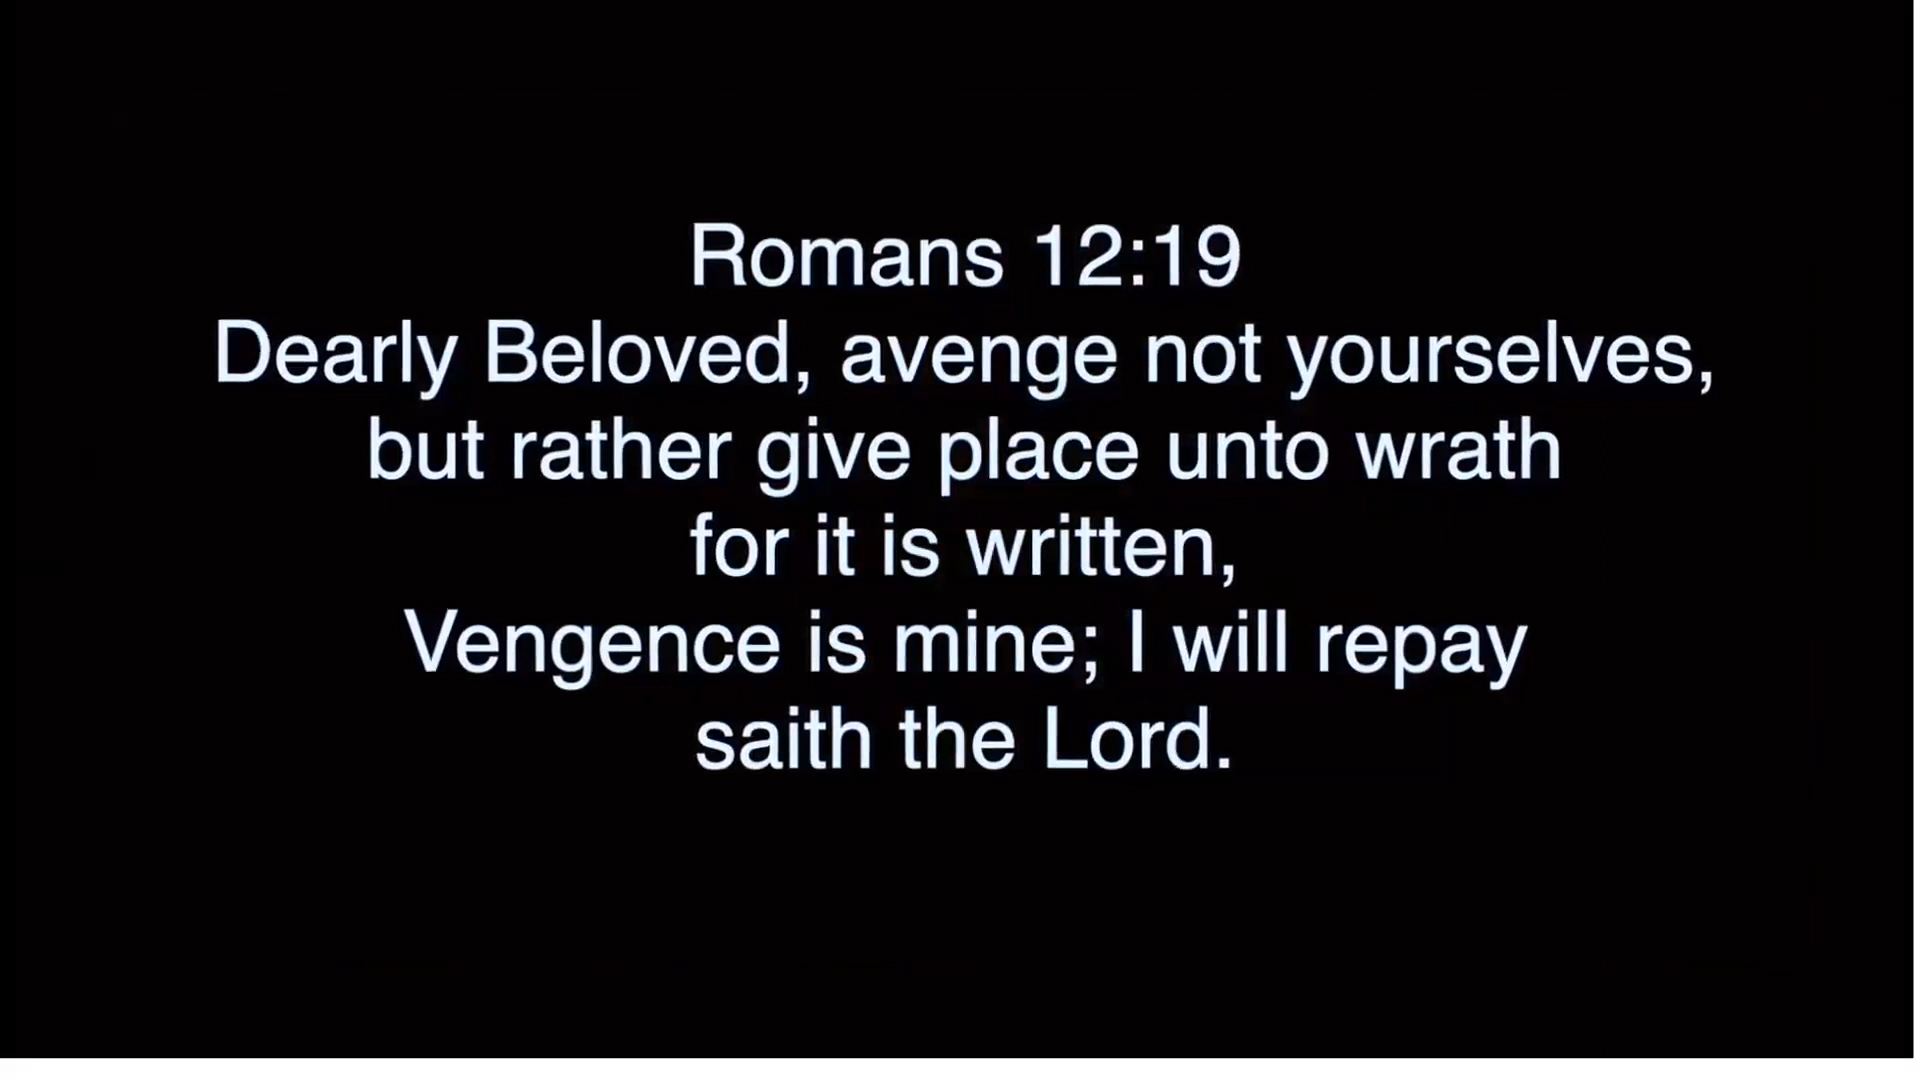 Romans 12:19
Dearly Beloved, avenge not yourselves,
but rather give place unto wrath
for it is written,
Vengence is mine; I will repay
saith the Lord.